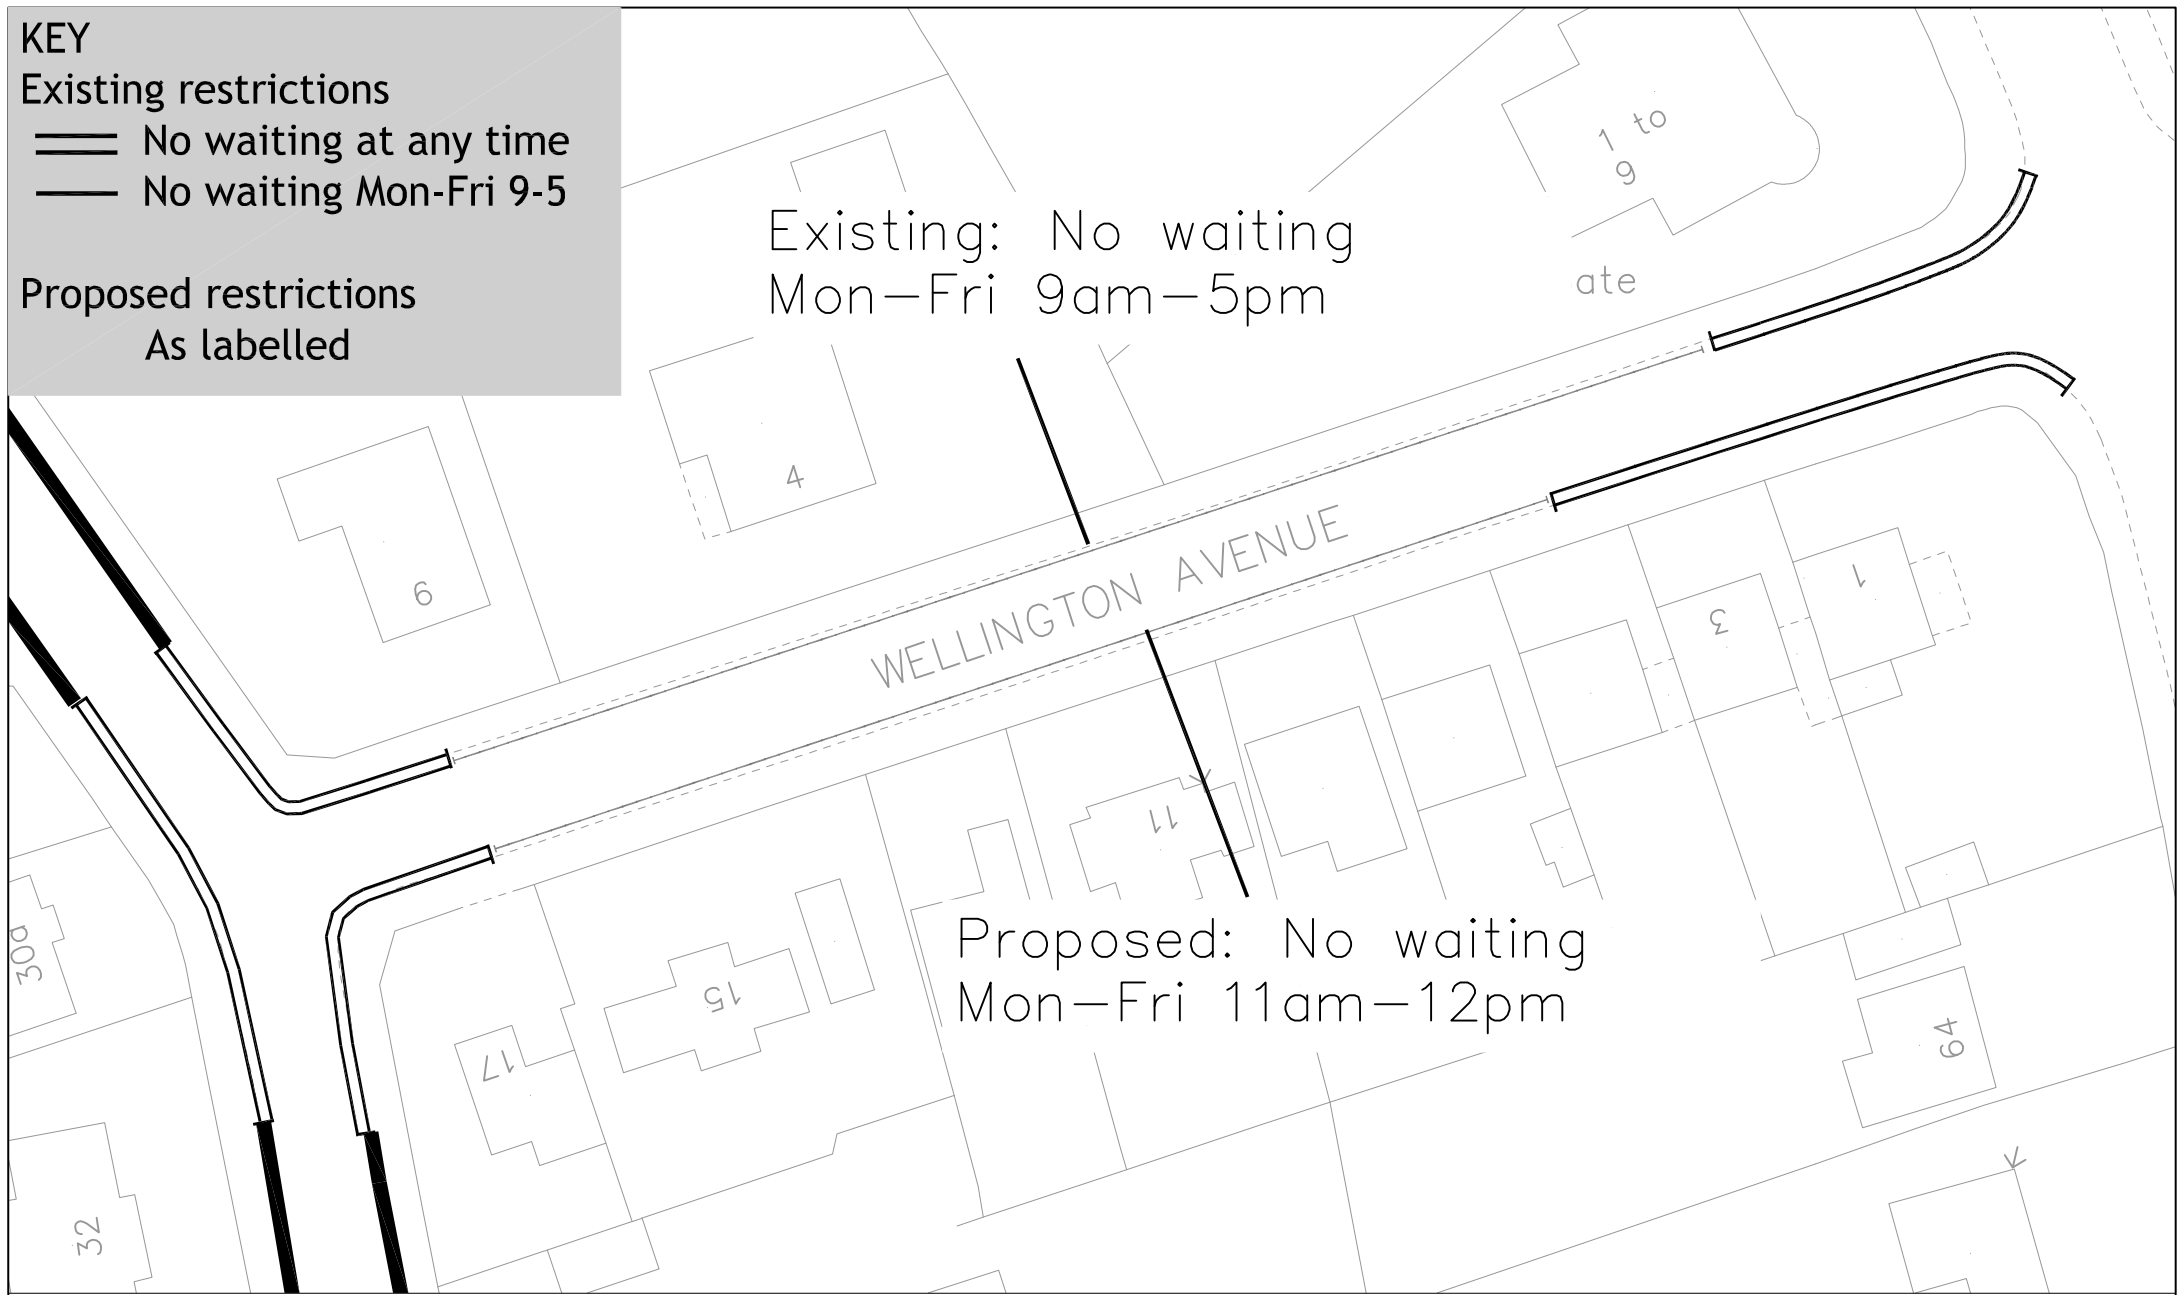 KEY
Existing restrictions
No waiting at any time
No waiting Mon-Fri 9-5
Proposed restrictions
As labelled
1 to
9
Existing: No waiting
Mon-Fri 9am-5pm
ate
4
6
WELLINGTON AVENUE
1
3
11
15
17
30a
32
64
Proposed: No waiting
Mon-Fri 11am-12pm